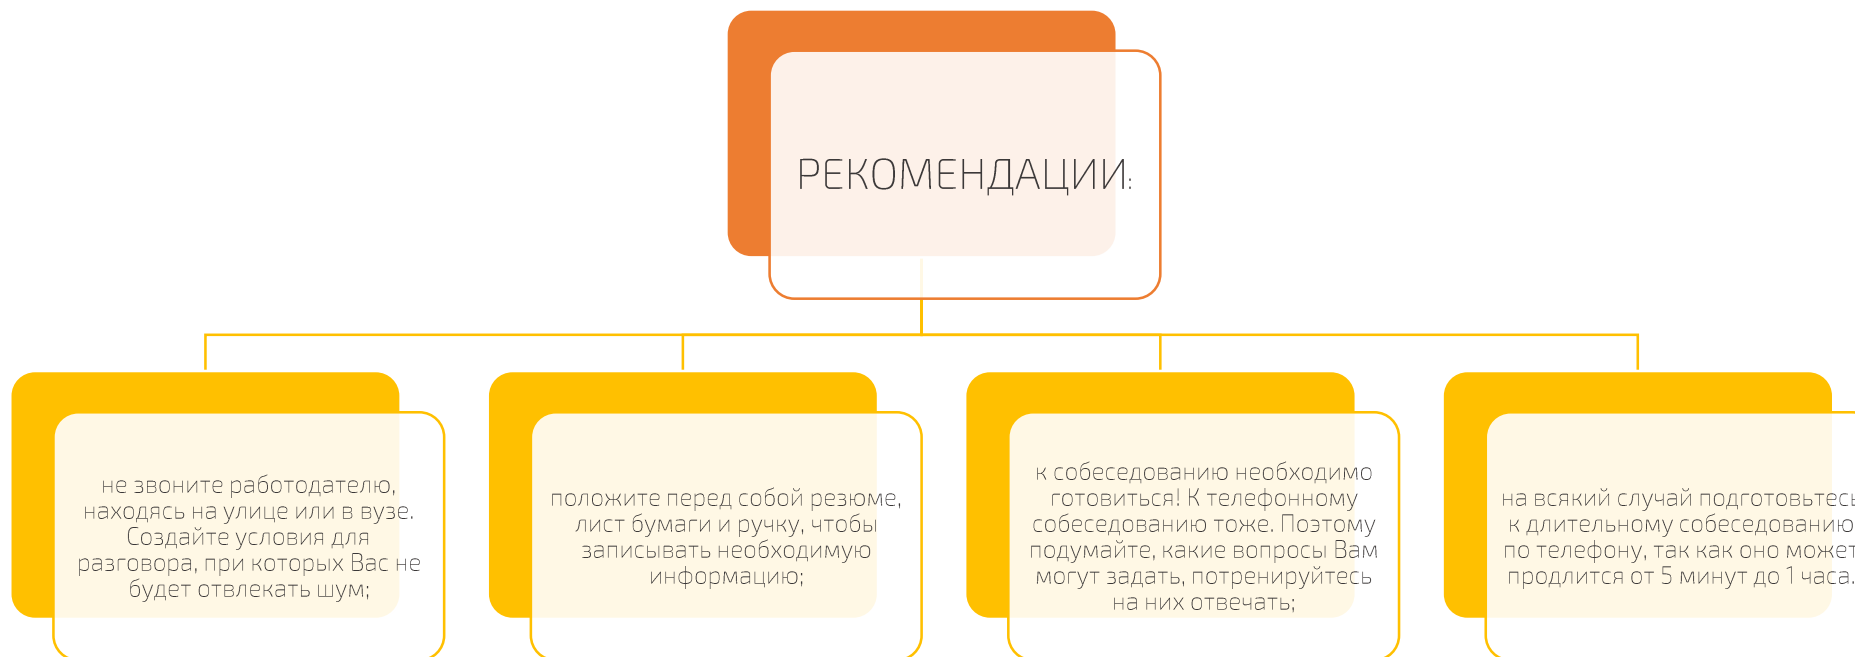 РЕКОМЕНДАЦИИ:
не звоните работодателю,
находясь на улице или в вузе.
Создайте условия для
разговора, при которых Вас не
будет отвлекать шум;
положите перед собой резюме,
лист бумаги и ручку, чтобы
записывать необходимую
информацию;
к собеседованию необходимо
готовиться! К телефонному
собеседованию тоже. Поэтому
подумайте, какие вопросы Вам
могут задать, потренируйтесь
на них отвечать;
на всякий случай подготовьтесь
к длительному собеседованию
по телефону, так как оно может
продлится от 5 минут до 1 часа.